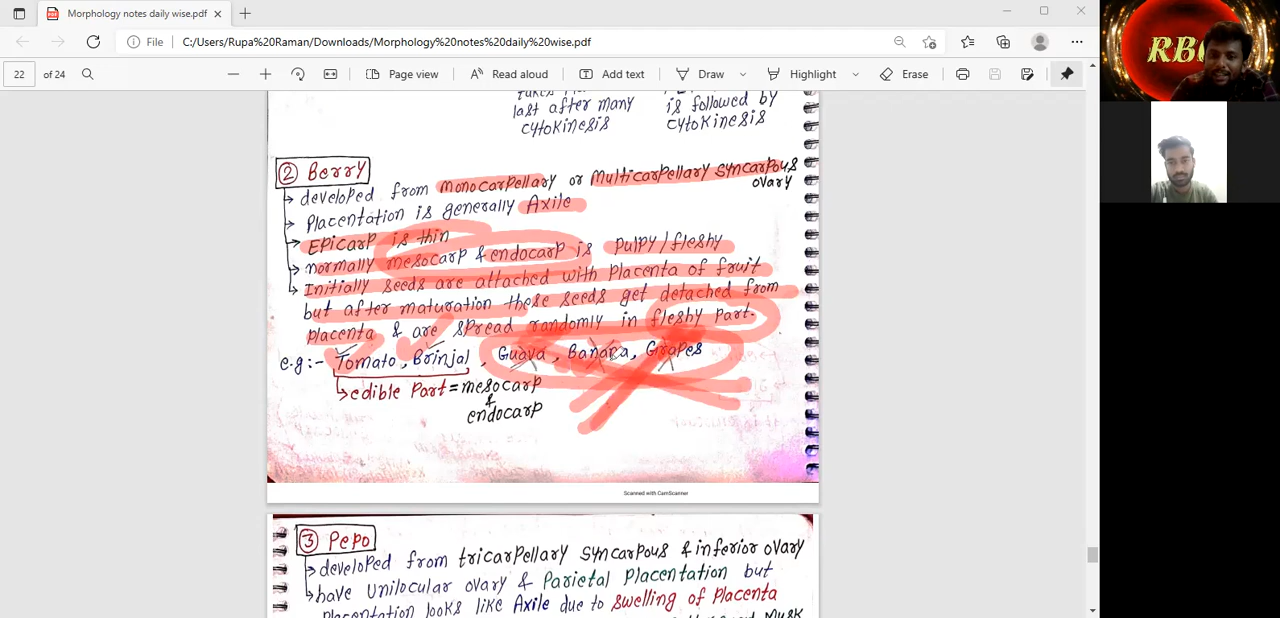 Morphology notes daily wise.pdf
File C:/Users/Rupa%20Raman/Downloads/Morphology%20notes%20daily%20wise.pdf
22 of 24 Page view Read aloud Add text Draw Highlight Erase
last after many is followed by
cytokinesis cytokinesis
② Berry
developed from monocarpellary or Multicarpellary syncarpous
ovary
Placentation is generally Axile
Epicarp is thin
normally mesocarp & endocarp is pulpy/fleshy
Initially seeds are attached with placenta of fruit
but after maturation these seeds get detached from
placenta & are spread randomly in fleshy part.
e.g:- Tomato, Brinjal, Guava, Banana, Grapes
edible part = mesocarp
&
endocarp
Scanned with CamScanner
③ Pepo
developed from tricarpellary syncarpous & inferior ovary
have Unilocular ovary & Parietal placentation but
placentation looks like Axile due to swelling of placenta